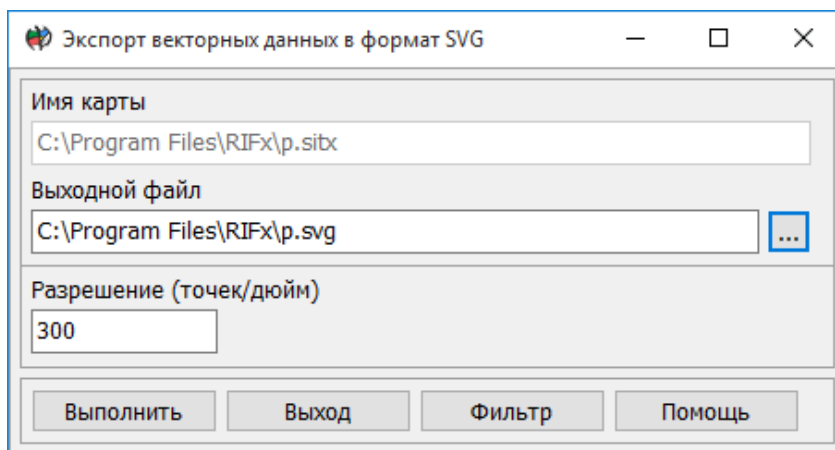 Экспорт векторных данных в формат SVG
Имя карты
C:\Program Files\RIFx\p.sitx
Выходной файл
C:\Program Files\RIFx\p.svg
...
Разрешение (точек/дюйм)
300
Выполнить Выход Фильтр Помощь